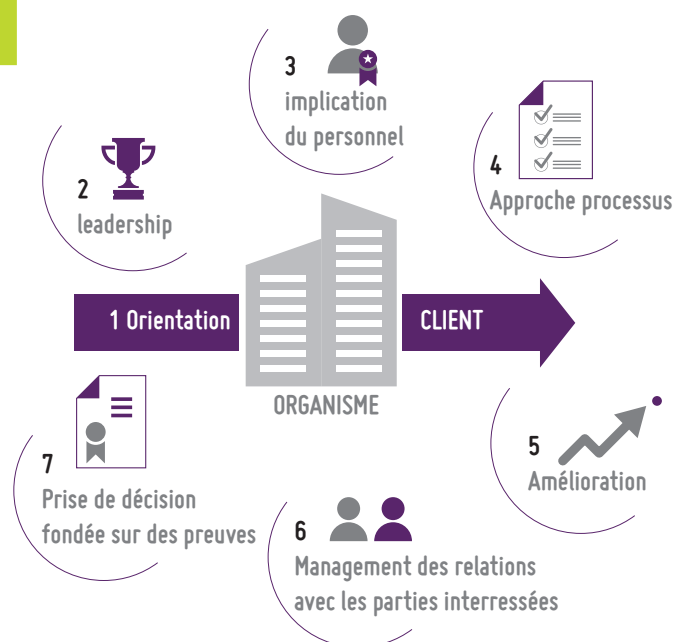 3
implication
du personnel
2
leadership
4
Approche processus
1 Orientation
CLIENT
ORGANISME
7
Prise de décision
fondée sur des preuves
5
Amélioration
6
Management des relations
avec les parties interressées